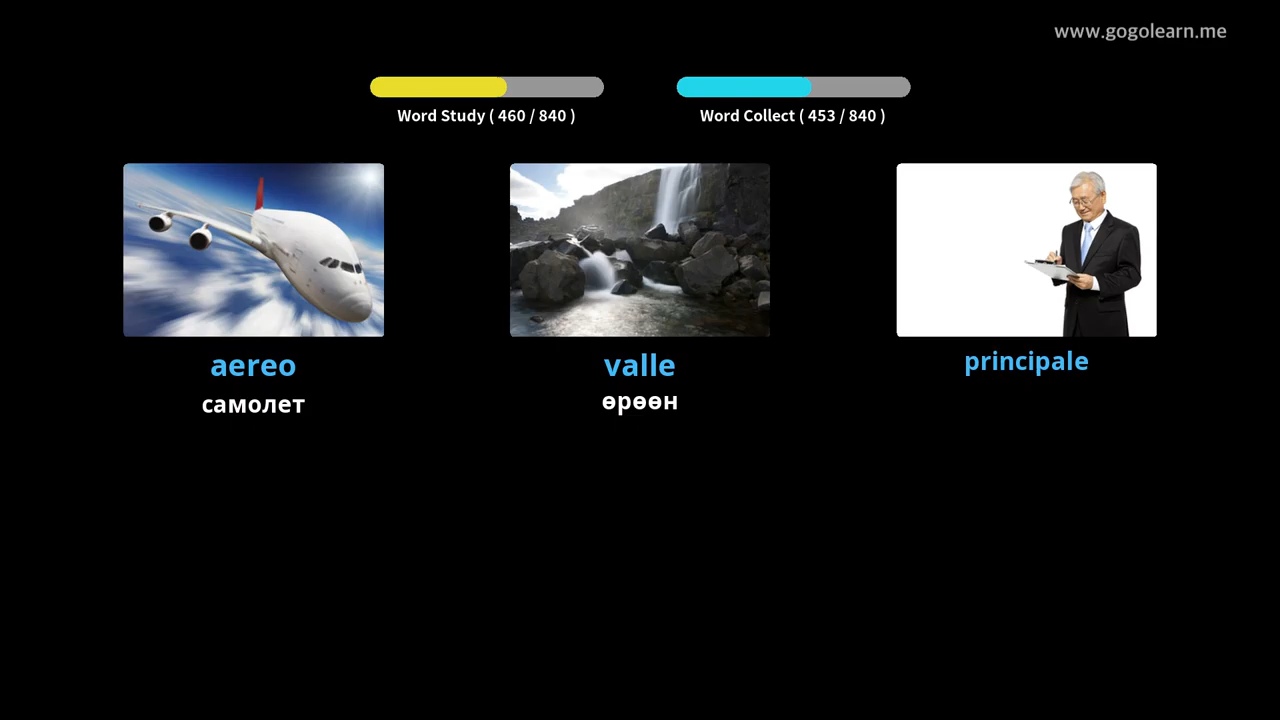 www.gogolearn.me
Word Study ( 460 / 840 )
Word Collect ( 453 / 840 )
aereo
самолет
valle
өрөөн
principale